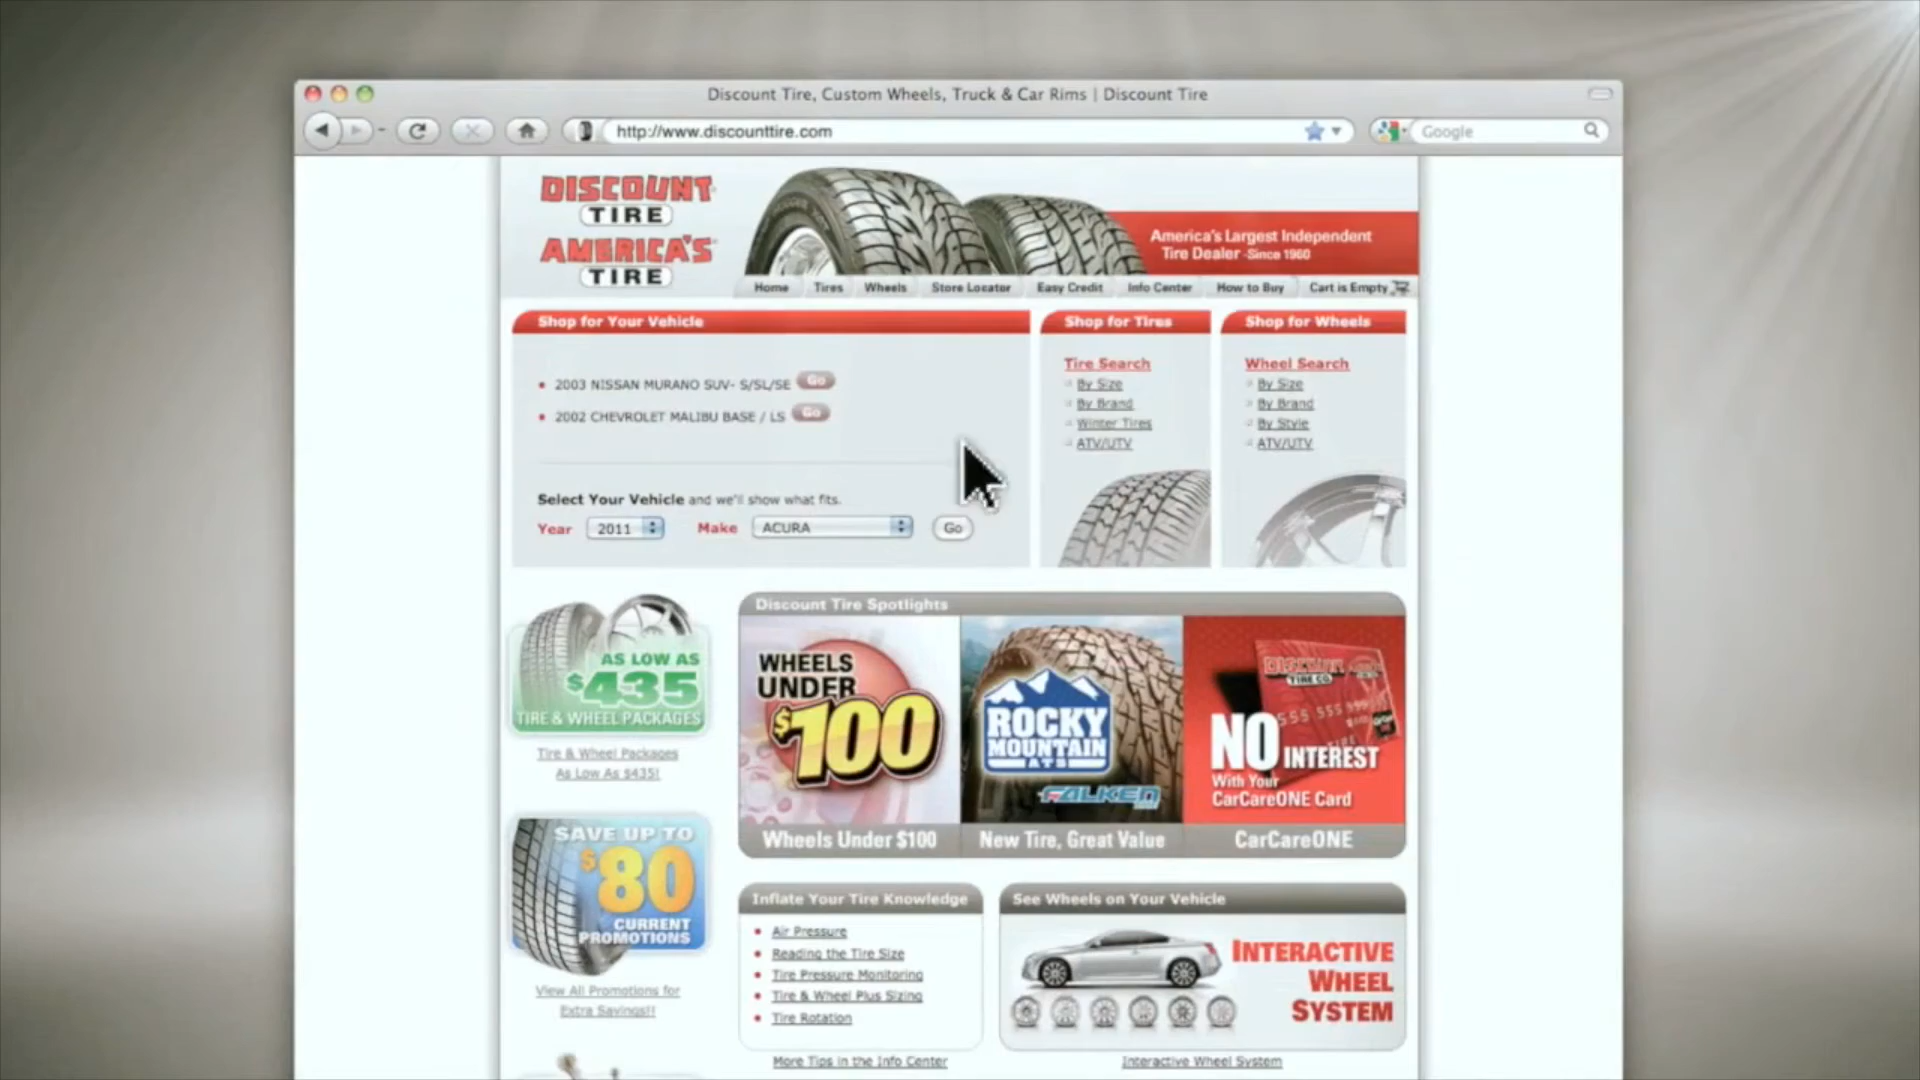 Discount Tire, Custom Wheels, Truck & Car Rims | Discount Tire
http://www.discounttire.com
Google
DISCOUNT
TIRE
AMERICA'S
TIRE
America's Largest Independent
Tire Dealer -Since 1960
Home Tires Wheels Store Locator Easy Credit Info Center How to Buy Cart is Empty
Shop for Your Vehicle
2003 NISSAN MURANO SUV- S/SL/SE Go
2002 CHEVROLET MALIBU BASE / LS Go
Select Your Vehicle and we'll show what fits.
Year 2011 Make ACURA Go
Shop for Tires
Tire Search
By Size
By Brand
Winter Tires
ATV/UTV
Shop for Wheels
Wheel Search
By Size
By Brand
By Style
ATV/UTV
AS LOW AS
$435
TIRE & WHEEL PACKAGES
Tire & Wheel Packages
As Low As $435!
SAVE UP TO
$80
CURRENT
PROMOTIONS
View All Promotions for
Extra Savings!!
Discount Tire Spotlights
WHEELS
UNDER
$100
Wheels Under $100
ROCKY
MOUNTAIN
ATS
FALKEN
New Tire, Great Value
DISCOUNT
TIRE CO.
NO INTEREST
With Your
CarCareONE Card
CarCareONE
Inflate Your Tire Knowledge
Air Pressure
Reading the Tire Size
Tire Pressure Monitoring
Tire & Wheel Plus Sizing
Tire Rotation
More Tips in the Info Center
See Wheels on Your Vehicle
INTERACTIVE
WHEEL
SYSTEM
Interactive Wheel System